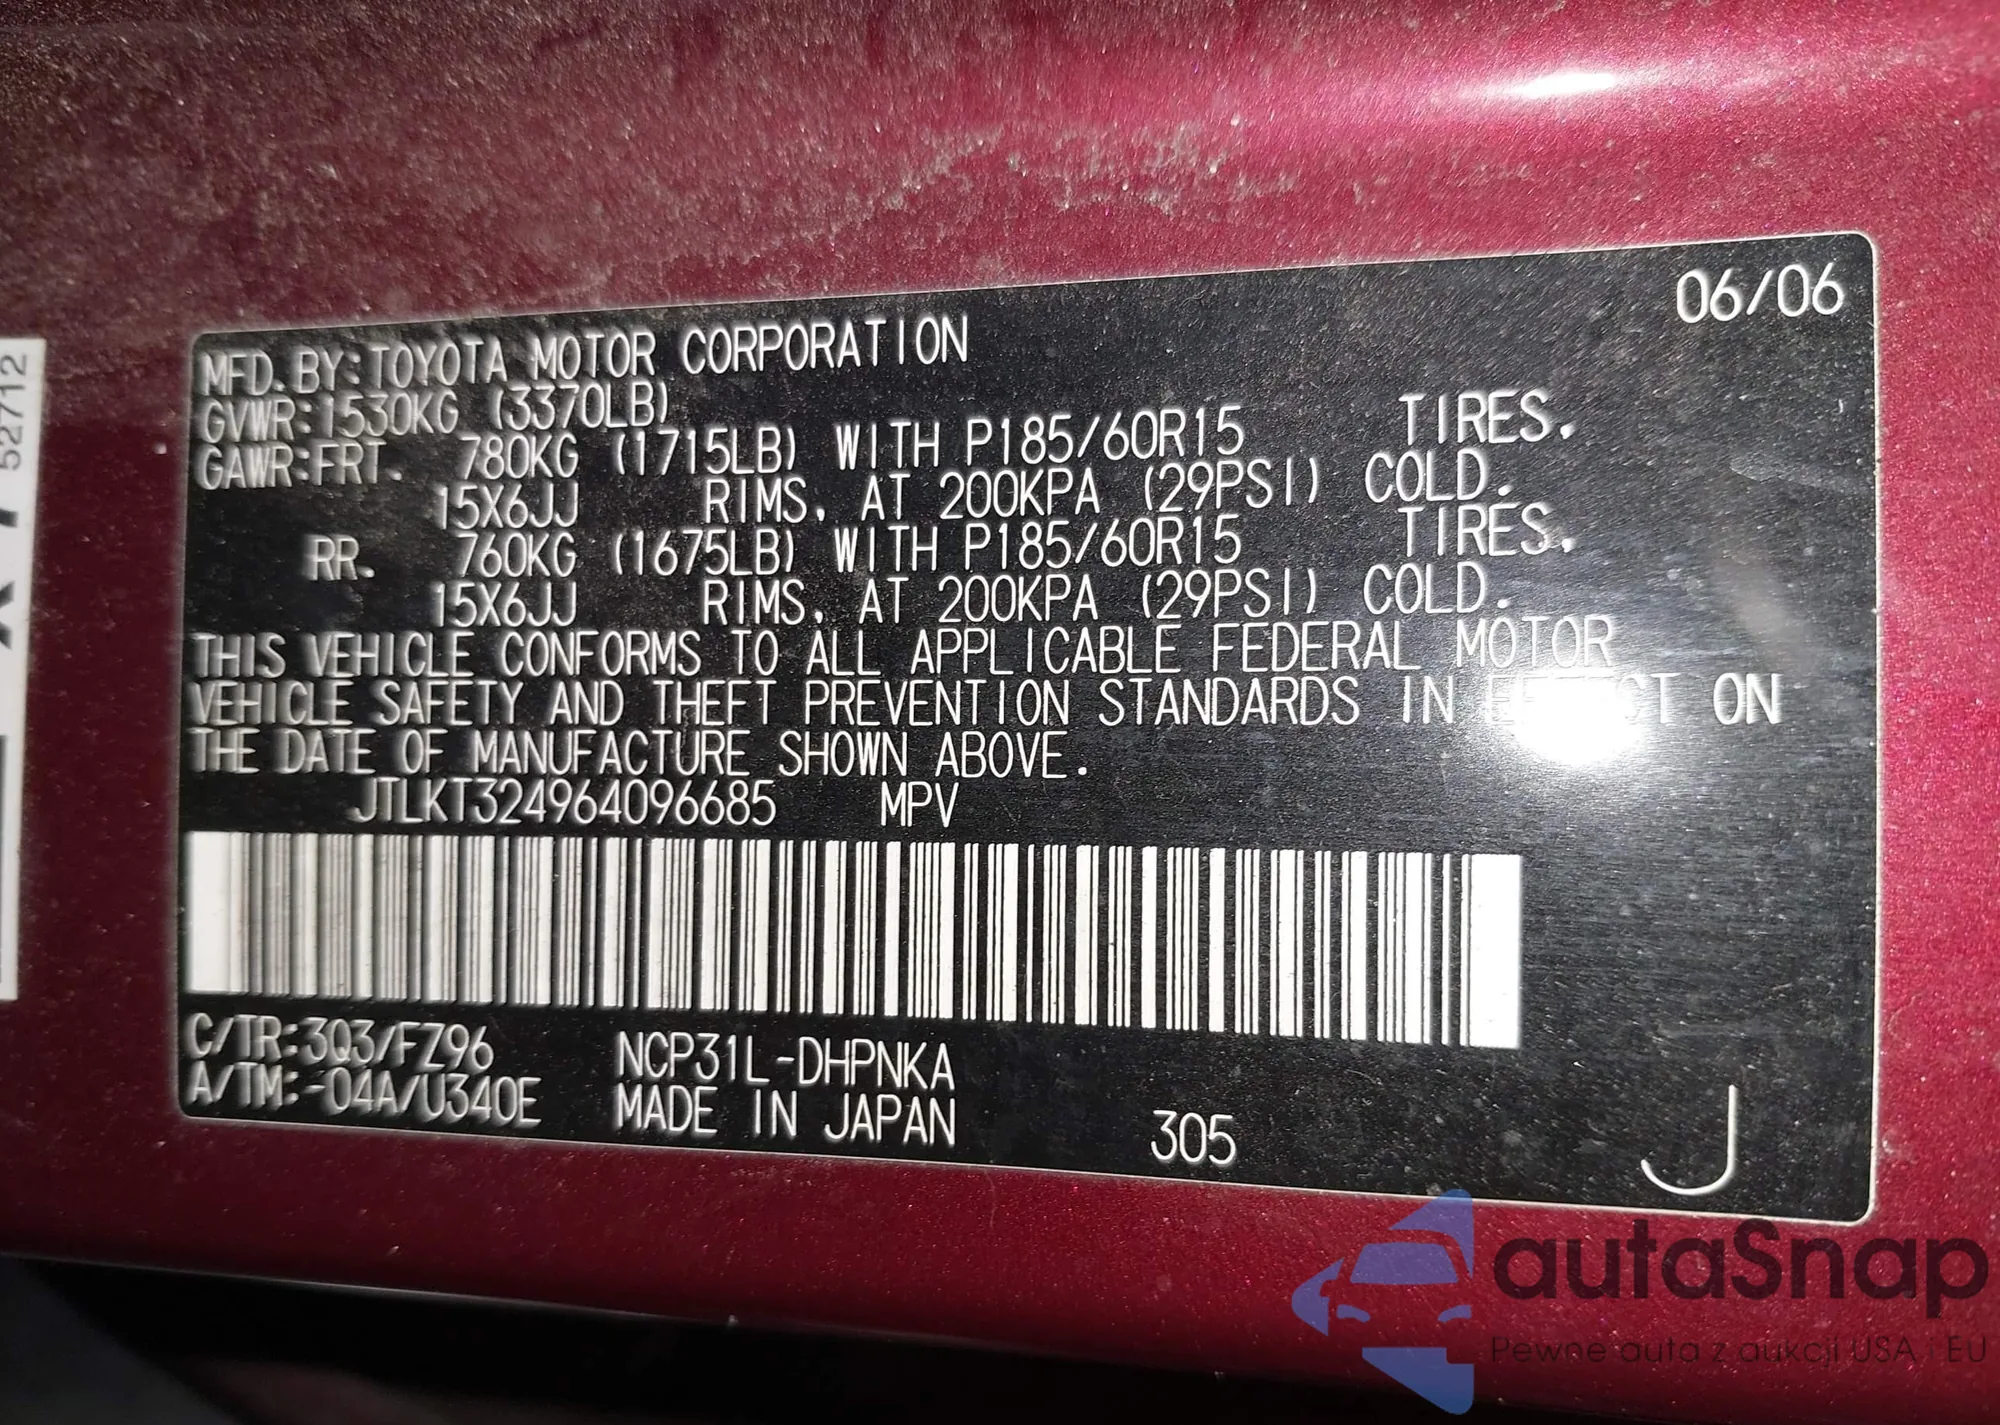 52712
06/06
MFD. BY: TOYOTA MOTOR CORPORATION
GVWR: 1530KG (3370LB)
GAWR: FRT. 780KG (1715LB) WITH P185/60R15 TIRES,
15X6JJ RIMS, AT 200KPA (29PSI) COLD.
RR. 760KG (1675LB) WITH P185/60R15 TIRES,
15X6JJ RIMS, AT 200KPA (29PSI) COLD.
THIS VEHICLE CONFORMS TO ALL APPLICABLE FEDERAL MOTOR
VEHICLE SAFETY AND THEFT PREVENTION STANDARDS IN EFFECT ON
THE DATE OF MANUFACTURE SHOWN ABOVE.
JTLKT324964096685 MPV
C/TR: 3Q3/FZ96 NCP31L-DHPNKA
A/TM: -04A/U340E MADE IN JAPAN 305
J
autaSnap
Pewne auta z aukcji USA i EU